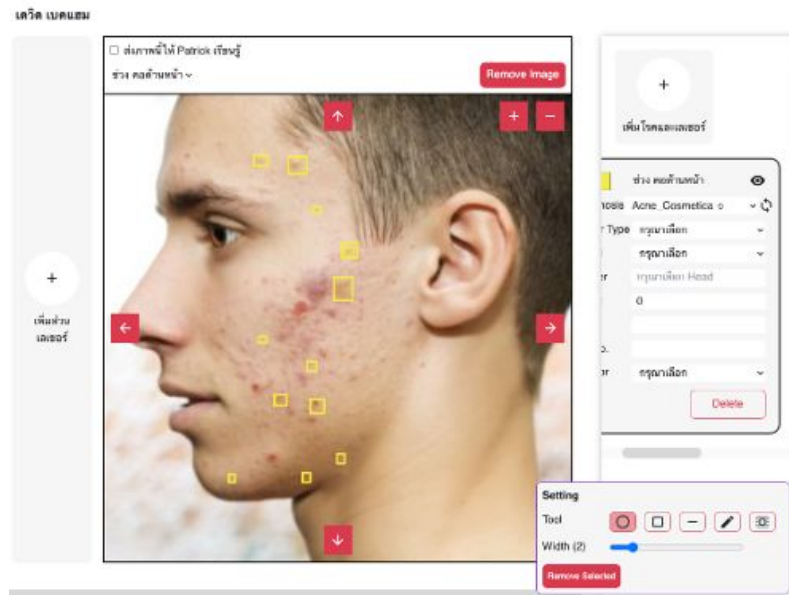 เดวิด เบคแฮม
ส่งภาพนี้ให้ Patrick เรียนรู้
ช่วง คอด้านหน้า
Remove Image
+
−
เพิ่มส่วน
เลเซอร์
+
เพิ่มโรคและเลเซอร์
ช่วง คอด้านหน้า
nosis Acne_Cosmetica
r Type กรุณาเลือก
กรุณาเลือก
er กรุณาเลือก Head
0
o.
or กรุณาเลือก
Delete
Setting
Tool
Width (2)
Remove Selected